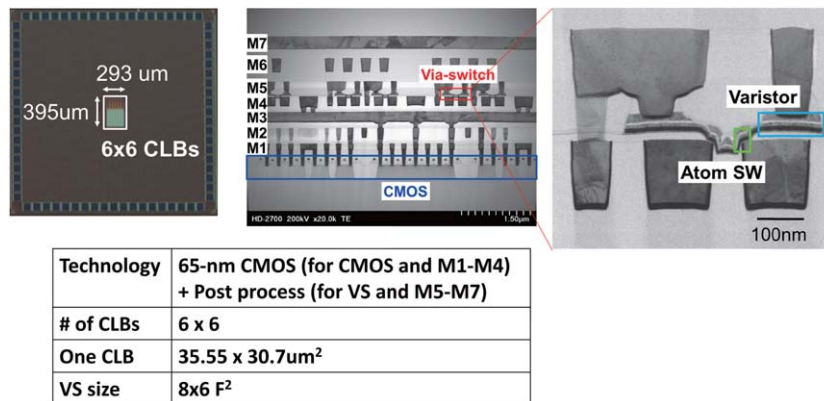 293 um
395um
6x6 CLBs
M7
M6
M5
M4
M3
M2
M1
Via-switch
CMOS
HD-2700 200kV x20.0k TE
1.50μm
Varistor
Atom SW
100nm
Technology 65-nm CMOS (for CMOS and M1-M4)
+ Post process (for VS and M5-M7)
# of CLBs 6 x 6
One CLB 35.55 x 30.7um²
VS size 8x6 F²